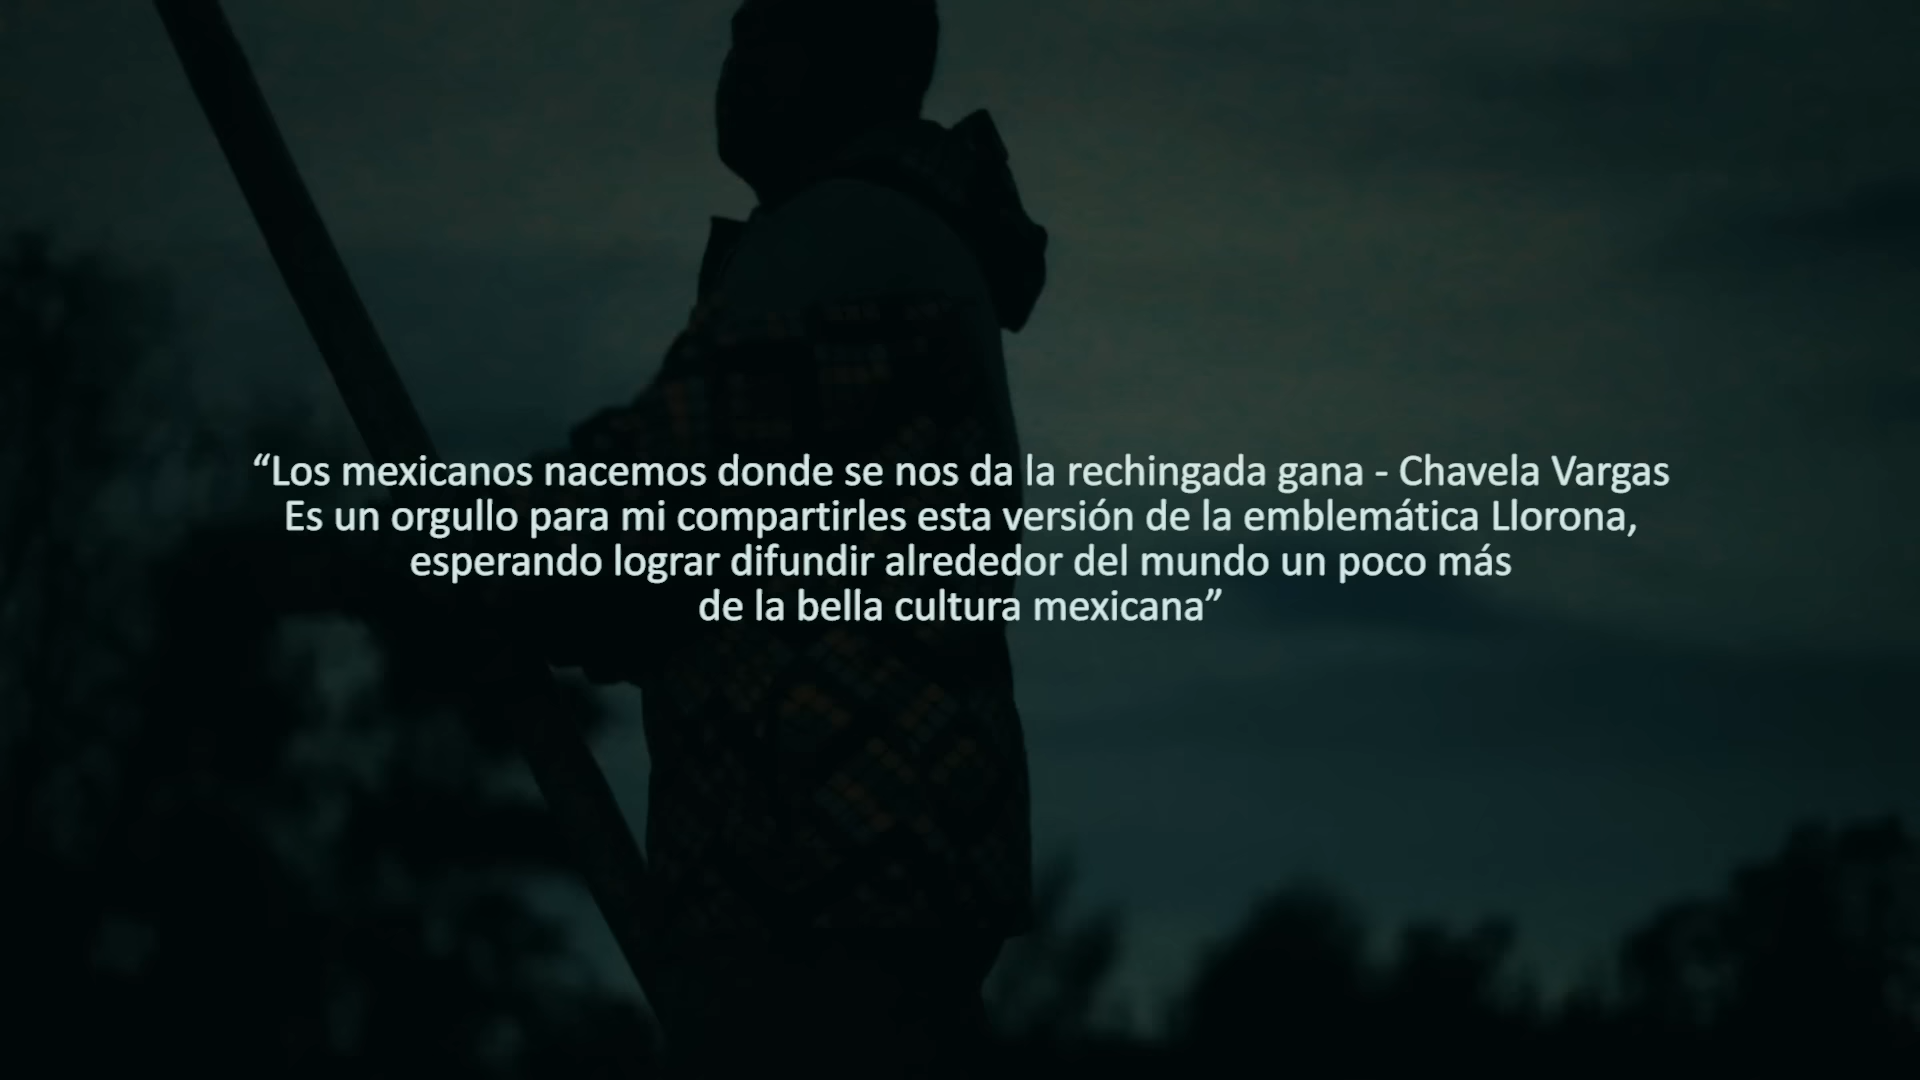 “Los mexicanos nacemos donde se nos da la rechingada gana - Chavela Vargas
Es un orgullo para mi compartirles esta versión de la emblemática Llorona,
esperando lograr difundir alrededor del mundo un poco más
de la bella cultura mexicana”